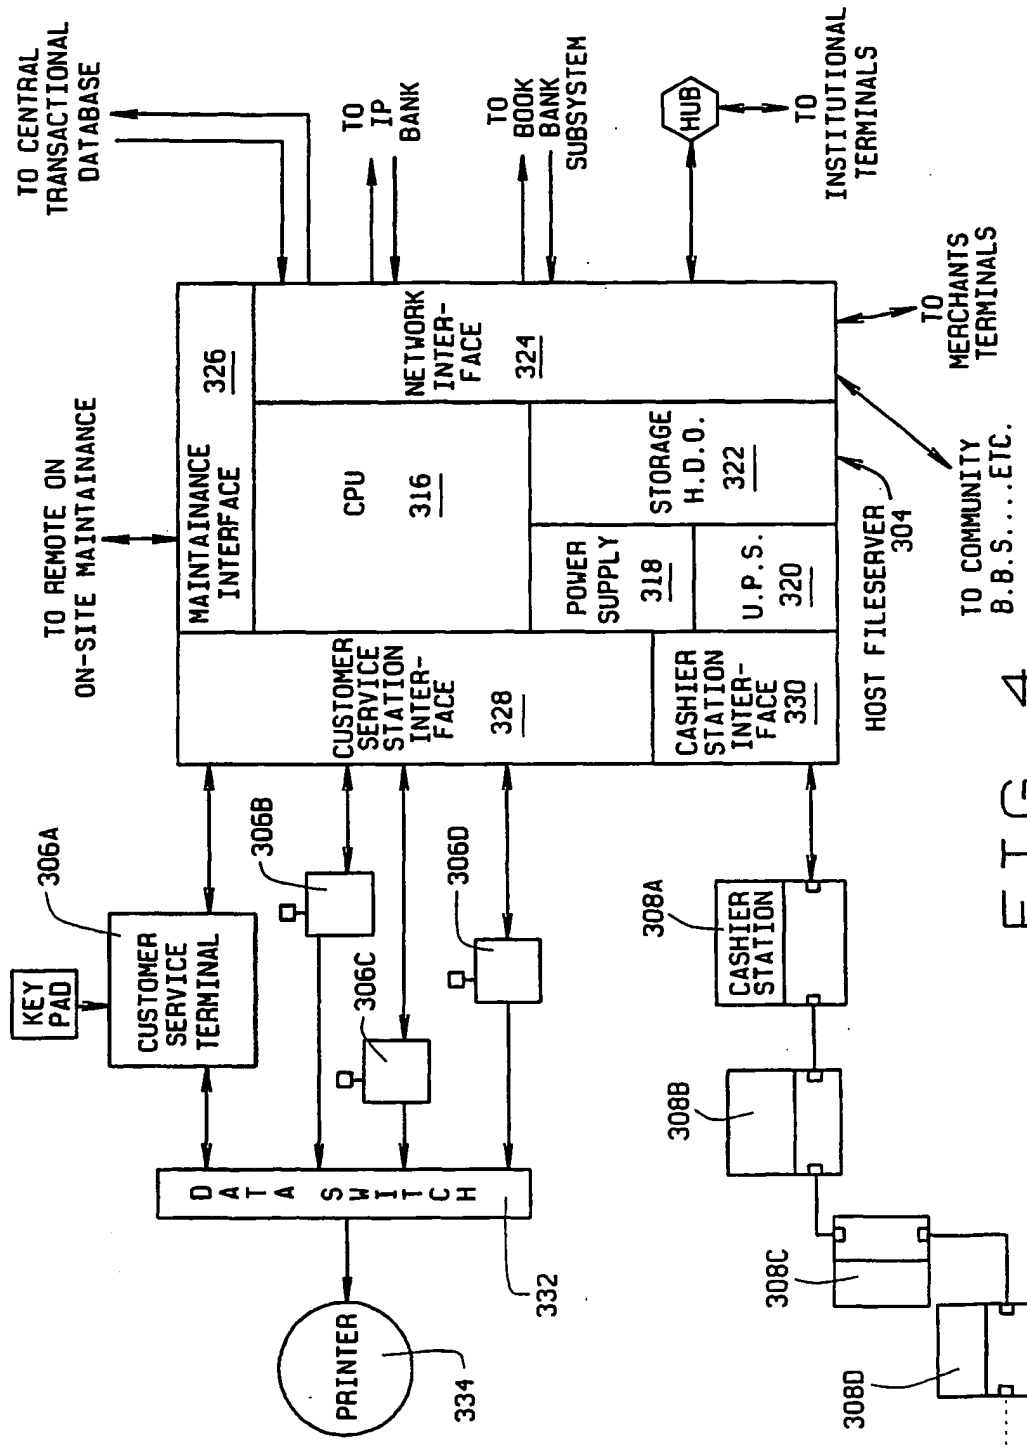 TO CENTRAL
TRANSACTIONAL
DATABASE
TO
IP
BANK
TO
BOOK
BANK
SUBSYSTEM
HUB
TO
INSTITUTIONAL
TERMINALS
TO REMOTE ON
ON-SITE MAINTAINANCE
MAINTAINANCE
INTERFACE
326
NETWORK
INTER-
FACE
324
CPU
316
STORAGE
H.D.O.
322
POWER
SUPPLY
318
U.P.S.
320
CUSTOMER
SERVICE
STATION
INTER-
FACE
328
CASHIER
STATION
INTER-
FACE
330
TO
MERCHANTS
TERMINALS
TO COMMUNITY
B.B.S....ETC.
HOST FILESERVER
304
KEY
PAD
CUSTOMER
SERVICE
TERMINAL
306A
306B
306C
306D
DATA SWITCH
332
PRINTER
334
CASHIER
STATION
308A
308B
308C
308D
FIG 4